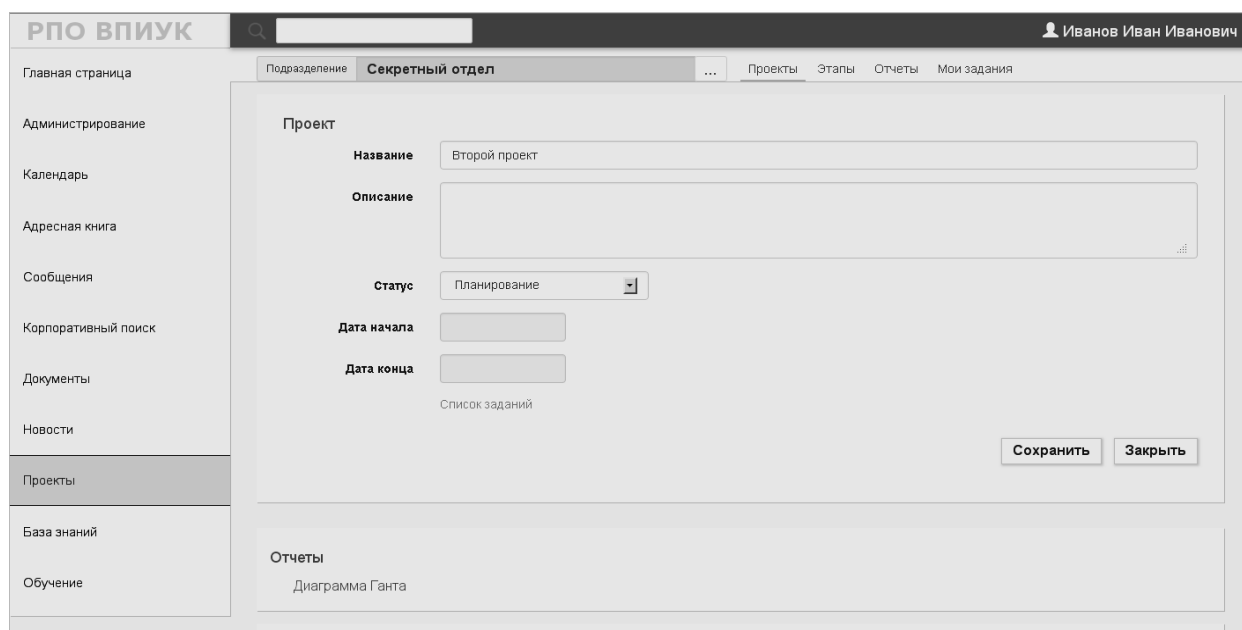 РПО ВПИУК
Иванов Иван Иванович
Главная страница
Администрирование
Календарь
Адресная книга
Сообщения
Корпоративный поиск
Документы
Новости
Проекты
База знаний
Обучение
Подразделение Секретный отдел ... Проекты Этапы Отчеты Мои задания
Проект
Название Второй проект
Описание
Статус Планирование
Дата начала
Дата конца
Список заданий
Сохранить Закрыть
Отчеты
Диаграмма Ганта